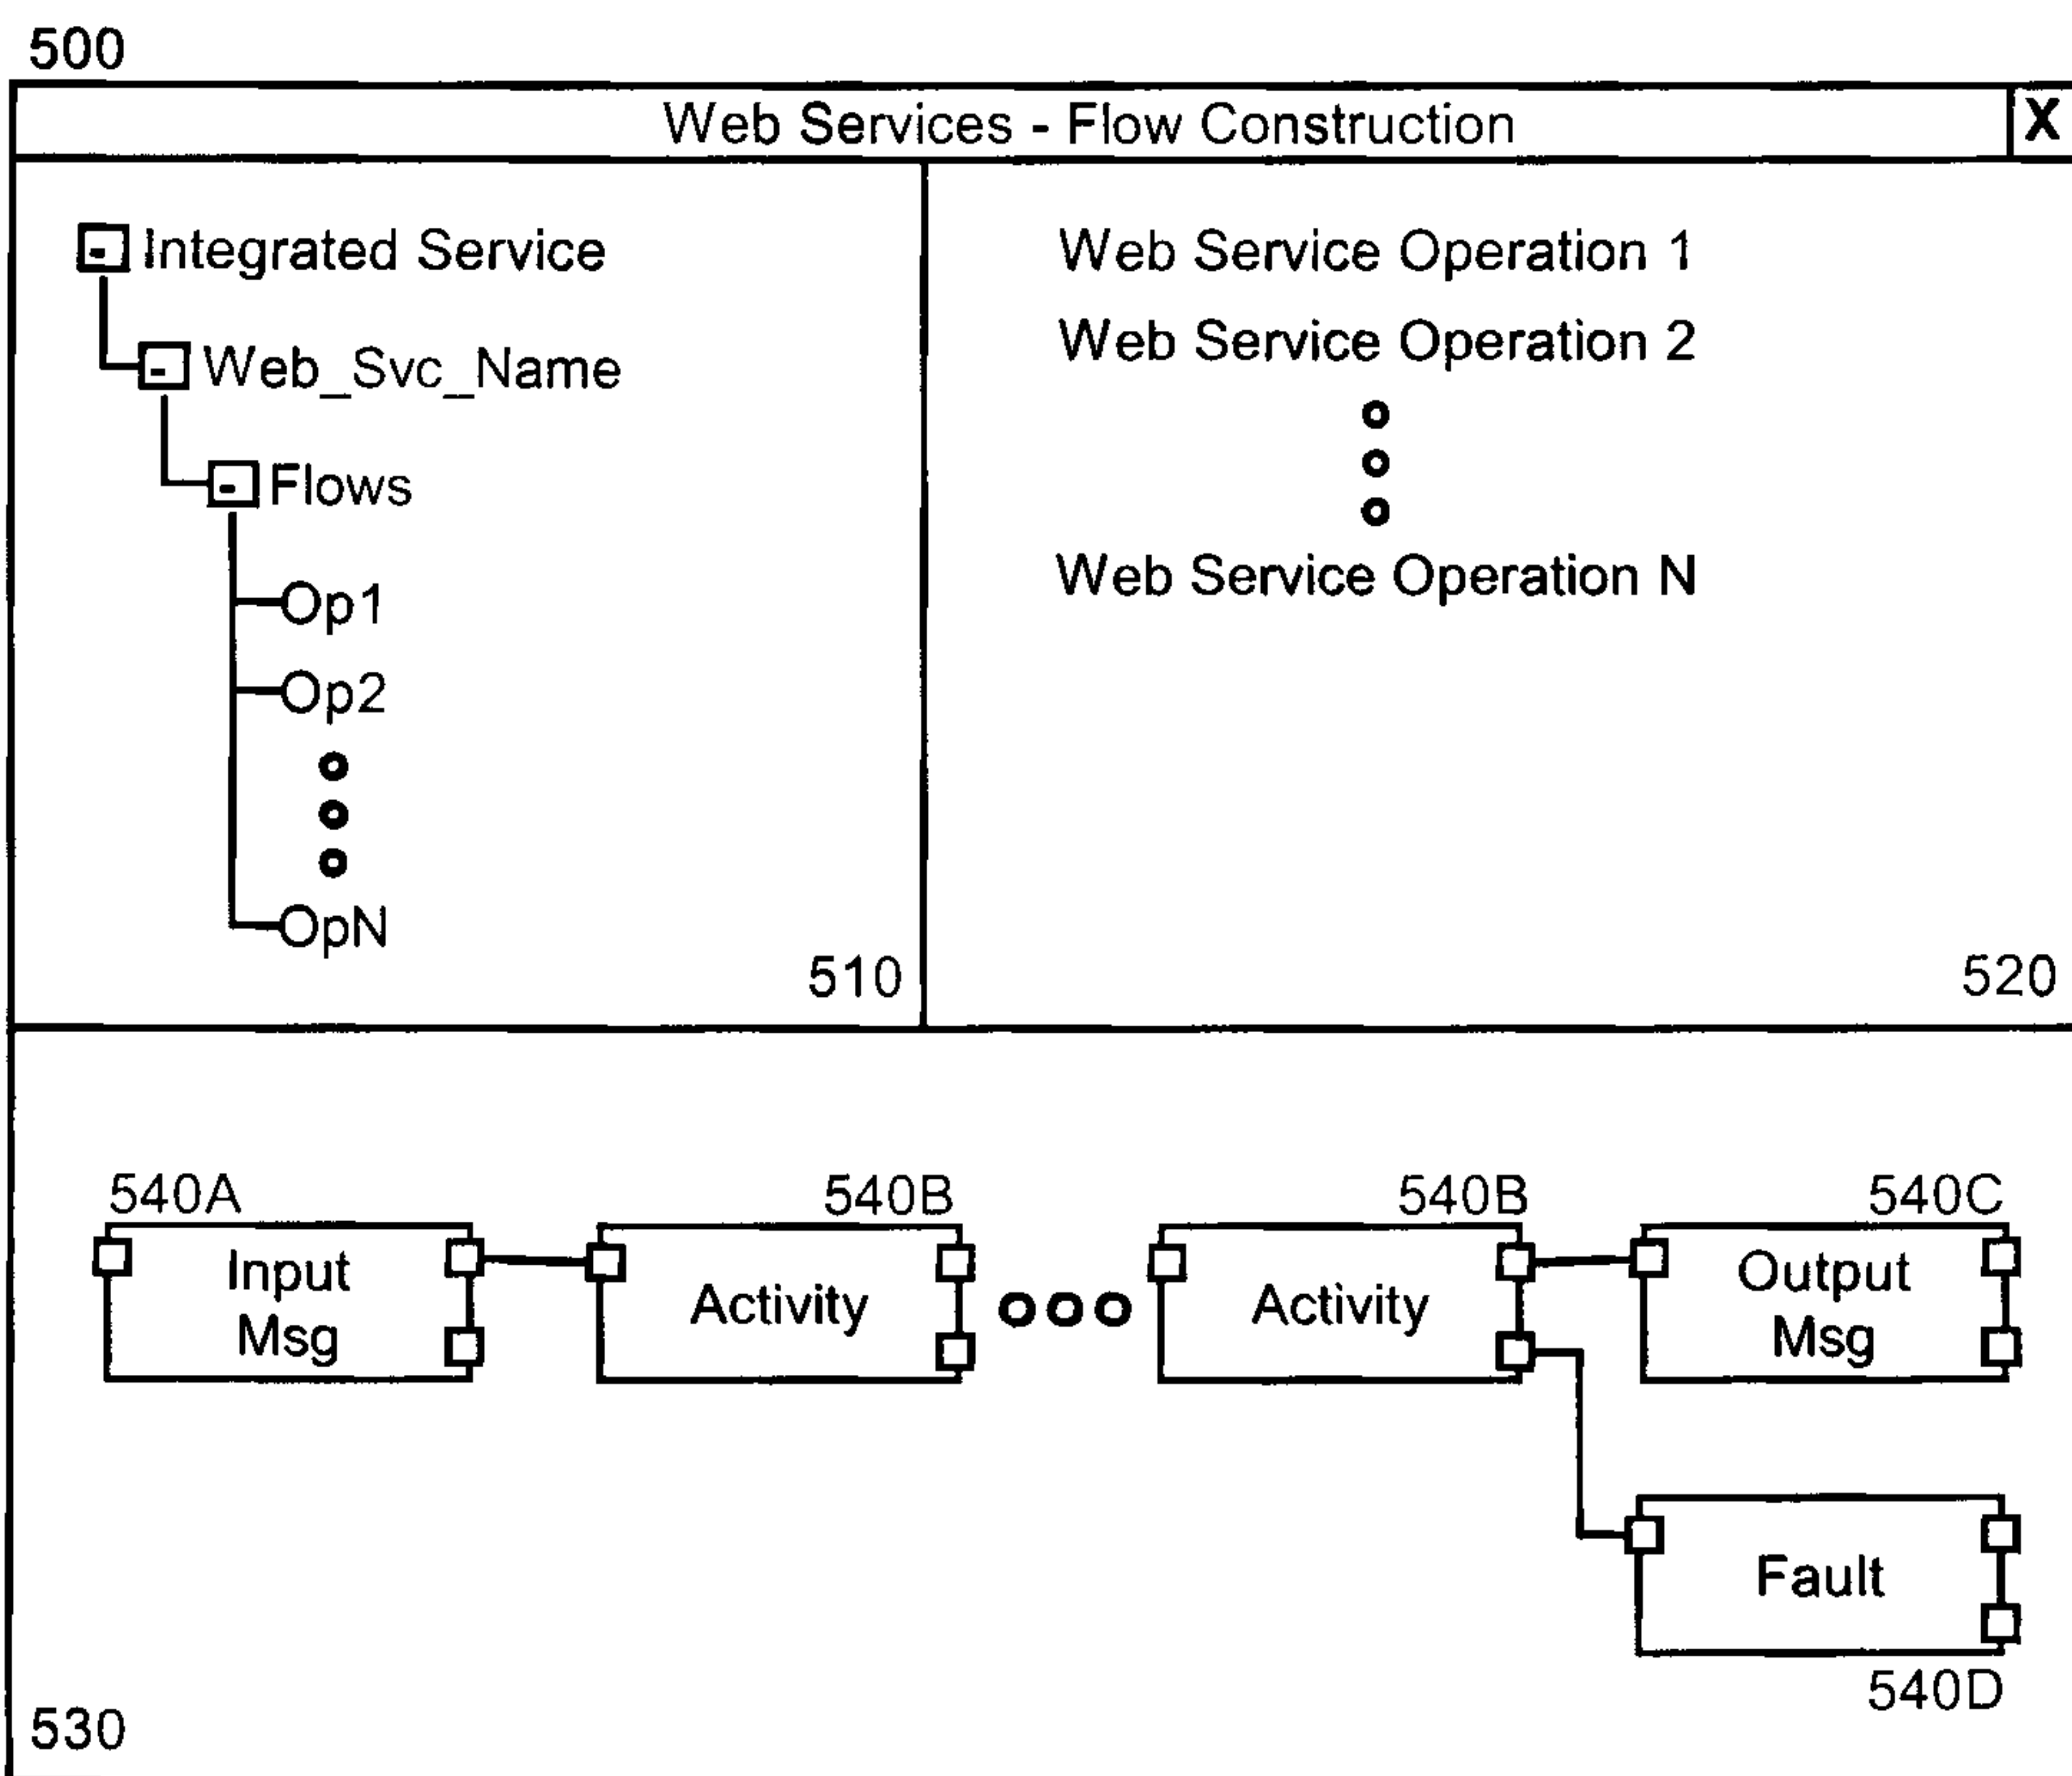 500
Web Services - Flow Construction
X
Integrated Service
Web_Svc_Name
Flows
Op1
Op2
OpN
510
Web Service Operation 1
Web Service Operation 2
Web Service Operation N
520
540A
Input
Msg
540B
Activity
540B
Activity
540C
Output
Msg
Fault
540D
530